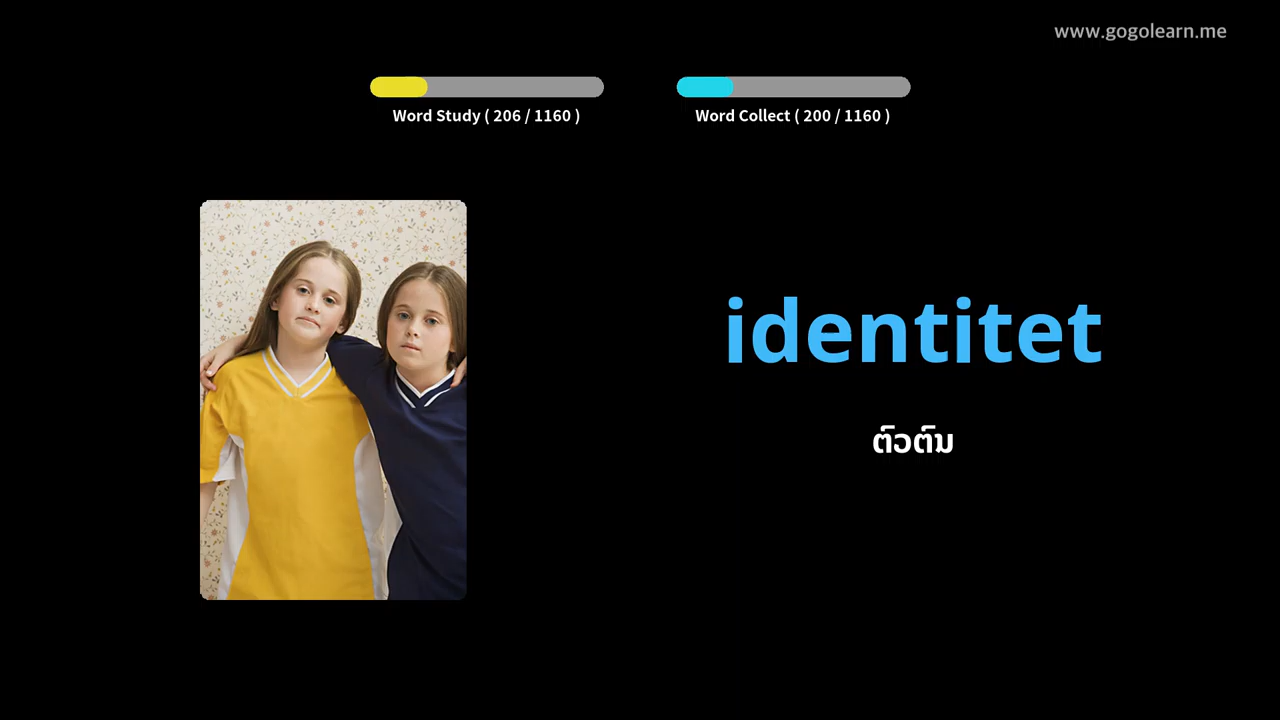 www.gogolearn.me
Word Study ( 206 / 1160 )
Word Collect ( 200 / 1160 )
identitet
ຕົວຕົນ